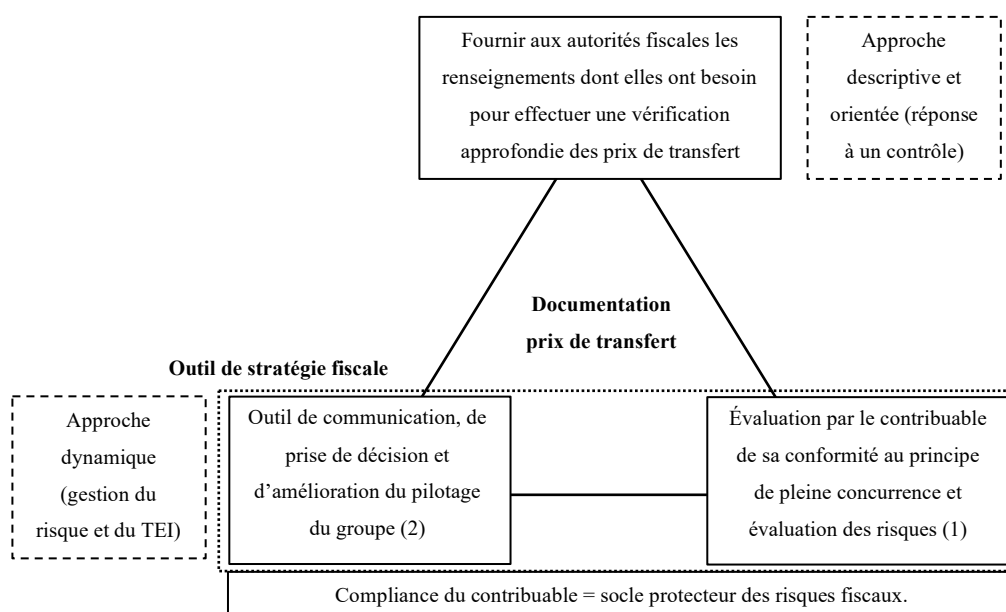 Fournir aux autorités fiscales les
renseignements dont elles ont besoin
pour effectuer une vérification
approfondie des prix de transfert
Approche
descriptive et
orientée (réponse
à un contrôle)
Documentation
prix de transfert
Outil de stratégie fiscale
Approche
dynamique
(gestion du
risque et du TEI)
Outil de communication, de
prise de décision et
d’amélioration du pilotage
du groupe (2)
Évaluation par le contribuable
de sa conformité au principe
de pleine concurrence et
évaluation des risques (1)
Compliance du contribuable = socle protecteur des risques fiscaux.